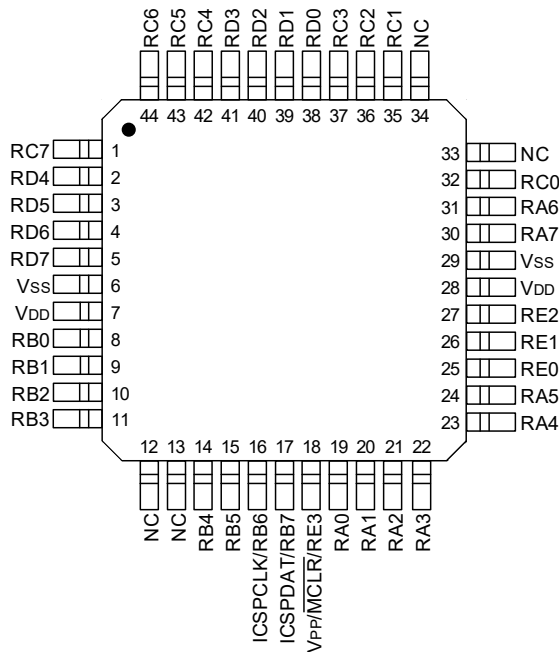 RC6
RC5
RC4
RD3
RD2
RD1
RD0
RC3
RC2
RC1
NC
44
43
42
41
40
39
38
37
36
35
34
RC7 1
RD4 2
RD5 3
RD6 4
RD7 5
VSS 6
VDD 7
RB0 8
RB1 9
RB2 10
RB3 11
33 NC
32 RC0
31 RA6
30 RA7
29 VSS
28 VDD
27 RE2
26 RE1
25 RE0
24 RA5
23 RA4
12
13
14
15
16
17
18
19
20
21
22
NC
NC
RB4
RB5
ICSPCLK/RB6
ICSPDAT/RB7
VPP/MCLR/RE3
RA0
RA1
RA2
RA3